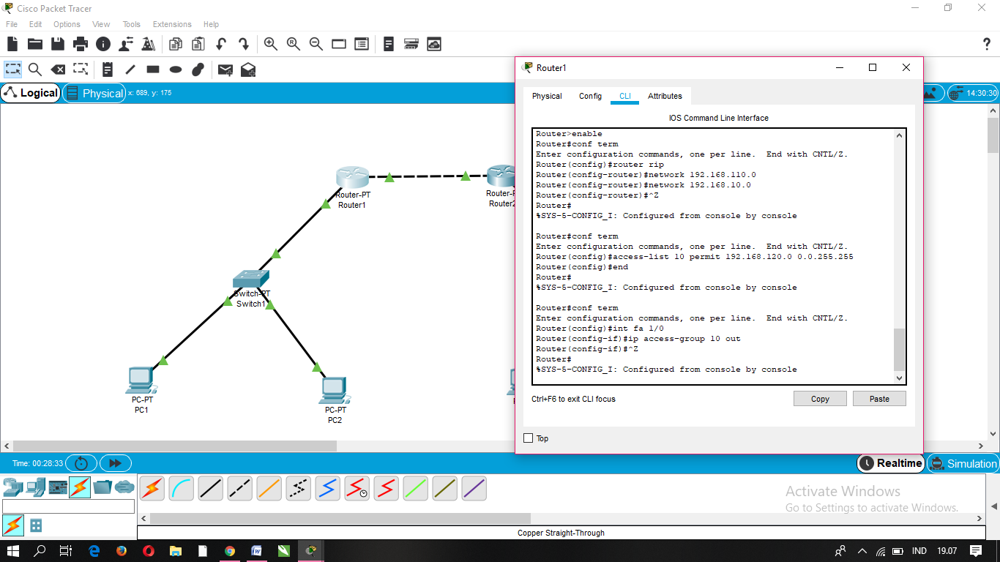 Cisco Packet Tracer
File Edit Options View Tools Extensions Help
Logical
Physical
x: 689, y: 175
14:30:30
Router-PT
Router1
Router2
Switch-PT
Switch1
PC-PT
PC1
PC-PT
PC2
Router1
Physical Config CLI Attributes
IOS Command Line Interface
Router>enable
Router#conf term
Enter configuration commands, one per line.  End with CNTL/Z.
Router(config)#router rip
Router(config-router)#network 192.168.110.0
Router(config-router)#network 192.168.10.0
Router(config-router)#^Z
Router#
%SYS-5-CONFIG_I: Configured from console by console
Router#conf term
Enter configuration commands, one per line.  End with CNTL/Z.
Router(config)#access-list 10 permit 192.168.120.0 0.0.255.255
Router(config)#end
Router#
%SYS-5-CONFIG_I: Configured from console by console
Router#conf term
Enter configuration commands, one per line.  End with CNTL/Z.
Router(config)#int fa 1/0
Router(config-if)#ip access-group 10 out
Router(config-if)#^Z
Router#
%SYS-5-CONFIG_I: Configured from console by console
Ctrl+F6 to exit CLI focus
Copy
Paste
Top
Time: 00:28:33
Realtime
Simulation
Activate Windows
Go to Settings to activate Windows.
Copper Straight-Through
IND
19.07